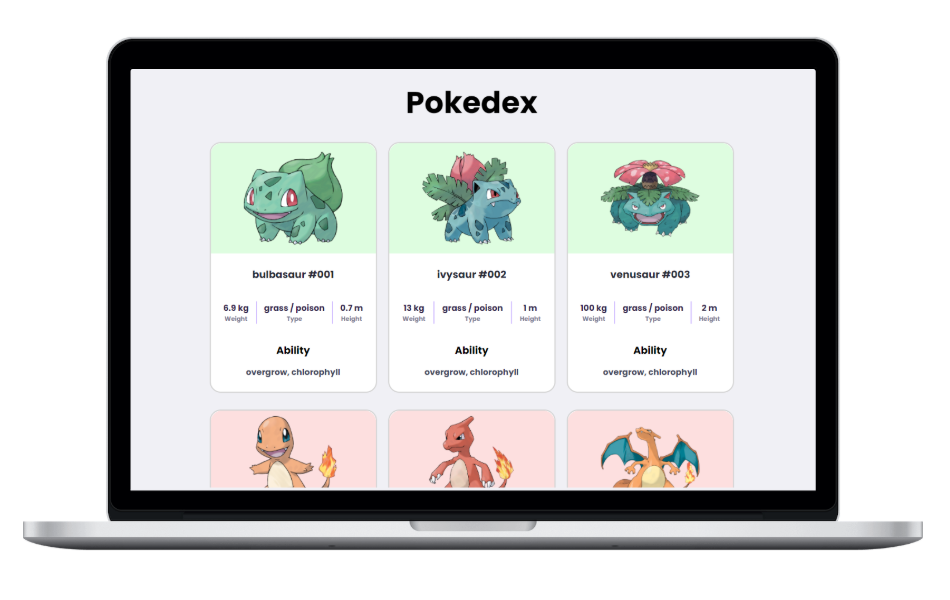 Pokedex
bulbasaur #001
ivysaur #002
venusaur #003
6.9 kg grass / poison 0.7 m
Weight Type Height
13 kg grass / poison 1 m
Weight Type Height
100 kg grass / poison 2 m
Weight Type Height
Ability
overgrow, chlorophyll
Ability
overgrow, chlorophyll
Ability
overgrow, chlorophyll